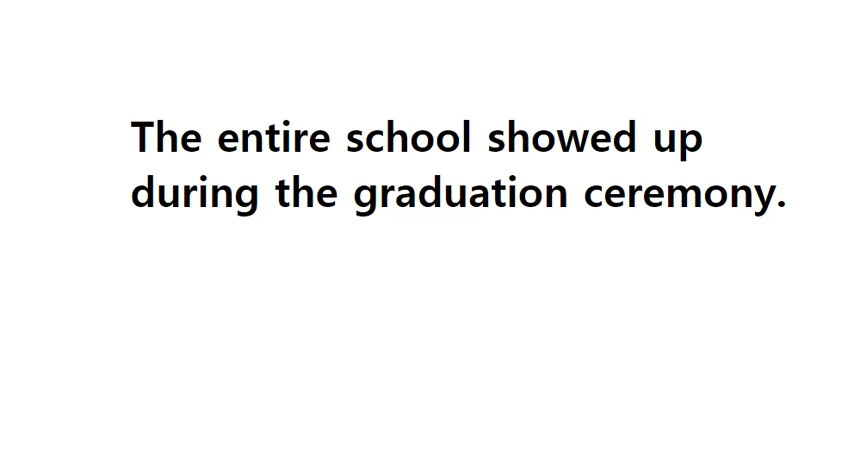 The entire school showed up
during the graduation ceremony.